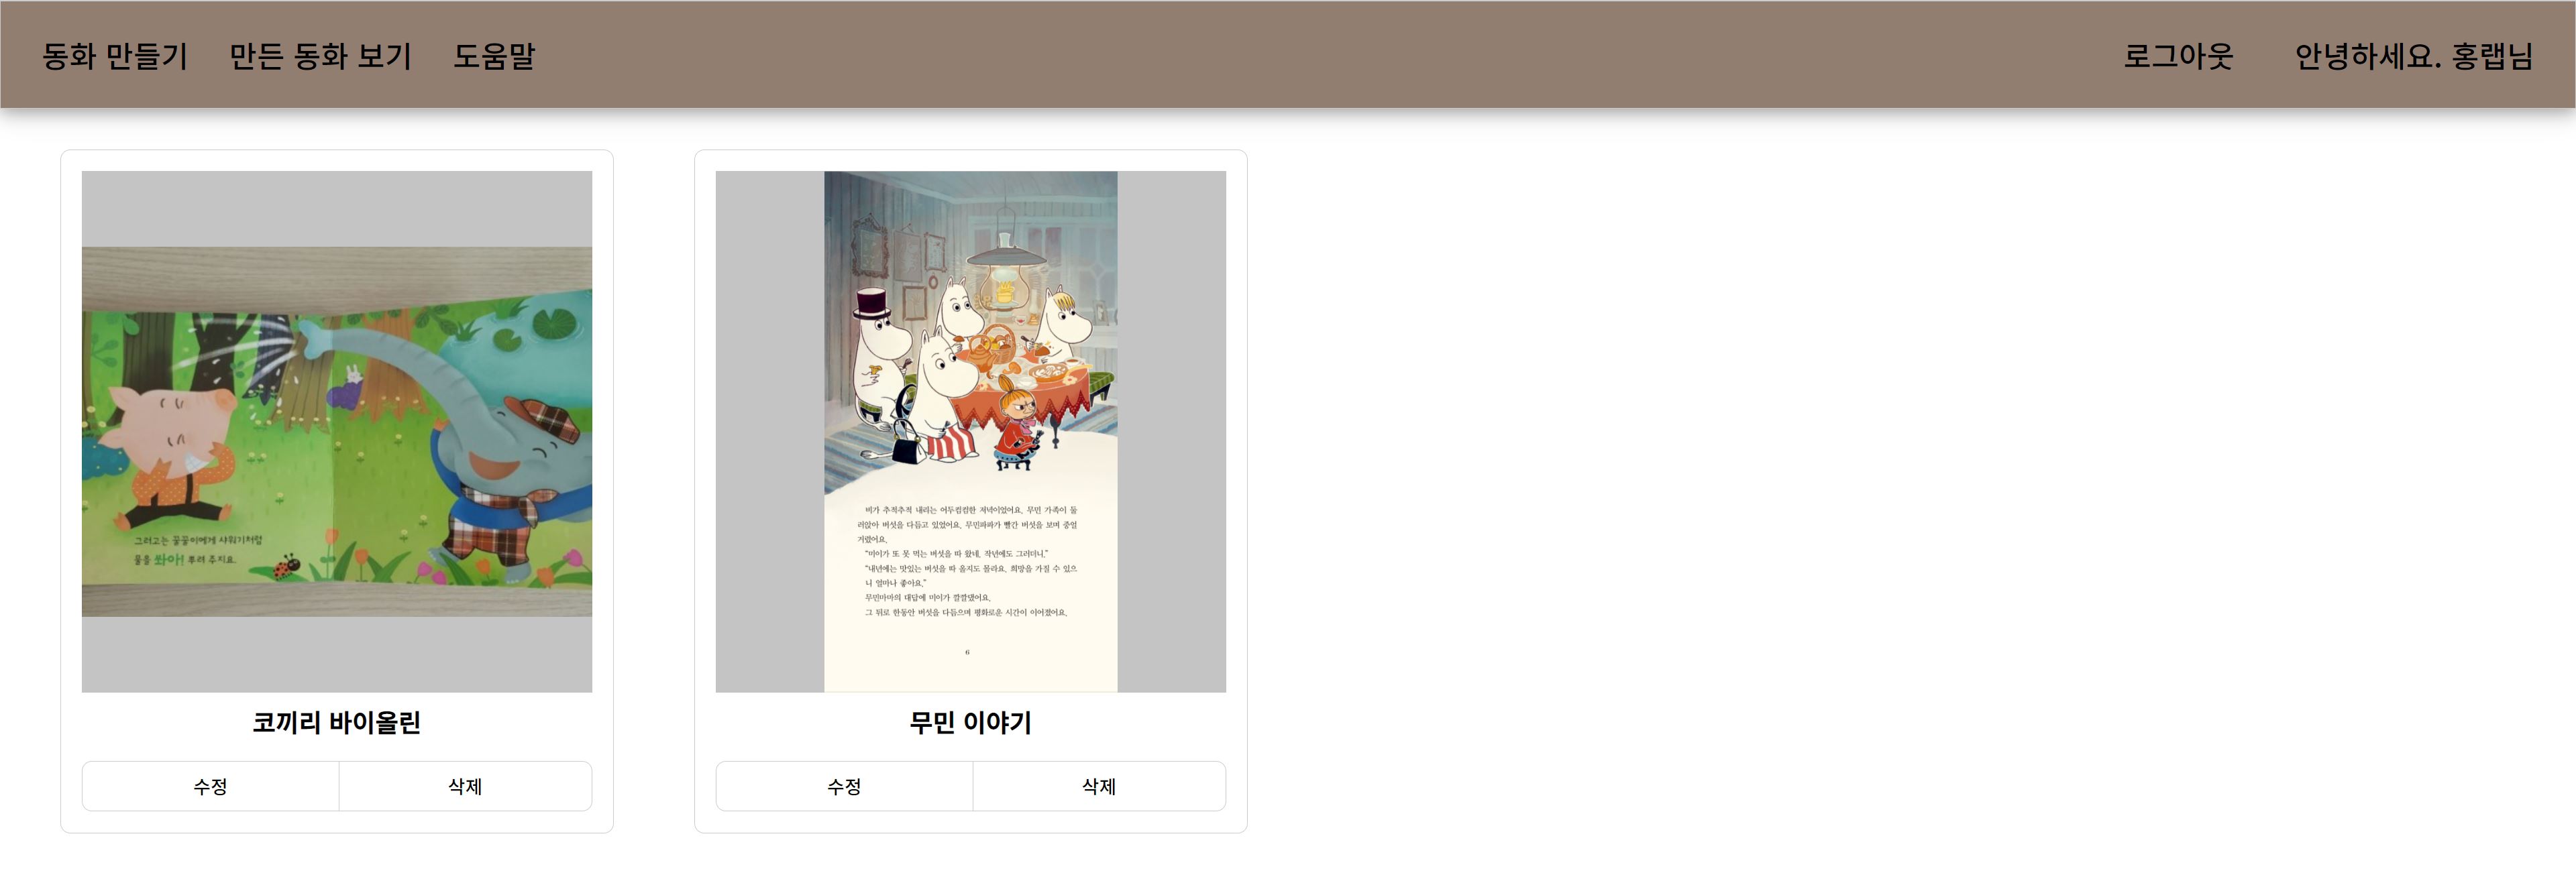 동화 만들기 만든 동화 보기 도움말 로그아웃 안녕하세요. 홍랩님
그러고는 꿀꿀이에게 샤워기처럼
물을 쏴아! 뿌려 주지요.
코끼리 바이올린
수정 삭제
비가 추적추적 내리는 어두컴컴한 저녁이었어요. 무민 가족이 둘
러앉아 버섯을 다듬고 있었어요. 무민파파가 빨간 버섯을 보며 중얼
거렸어요.
“미이가 또 못 먹는 버섯을 따 왔네. 작년에도 그러더니.”
“내년에는 맛있는 버섯을 따 올지도 몰라요. 희망을 가질 수 있으
니 얼마나 좋아요.”
무민마마의 대답에 미이가 깔깔댔어요.
그 뒤로 한동안 버섯을 다듬으며 평화로운 시간이 이어졌어요.
6
무민 이야기
수정 삭제